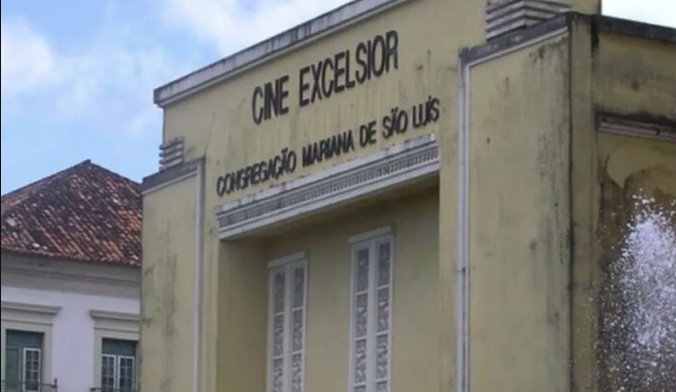 CINE EXCELSIOR
CONGREGAÇÃO MARIANA DE SÃO LUÍS